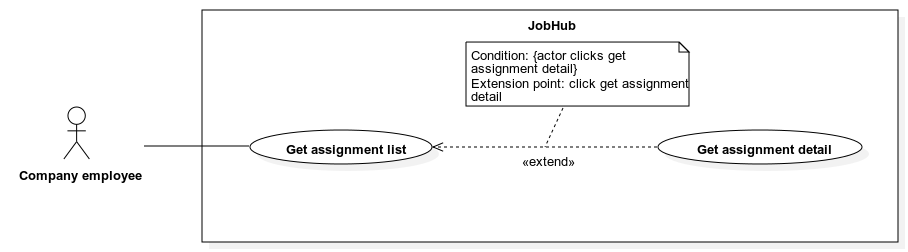 JobHub
Condition: {actor clicks get
assignment detail}
Extension point: click get assignment
detail
Get assignment list
Get assignment detail
«extend»
Company employee